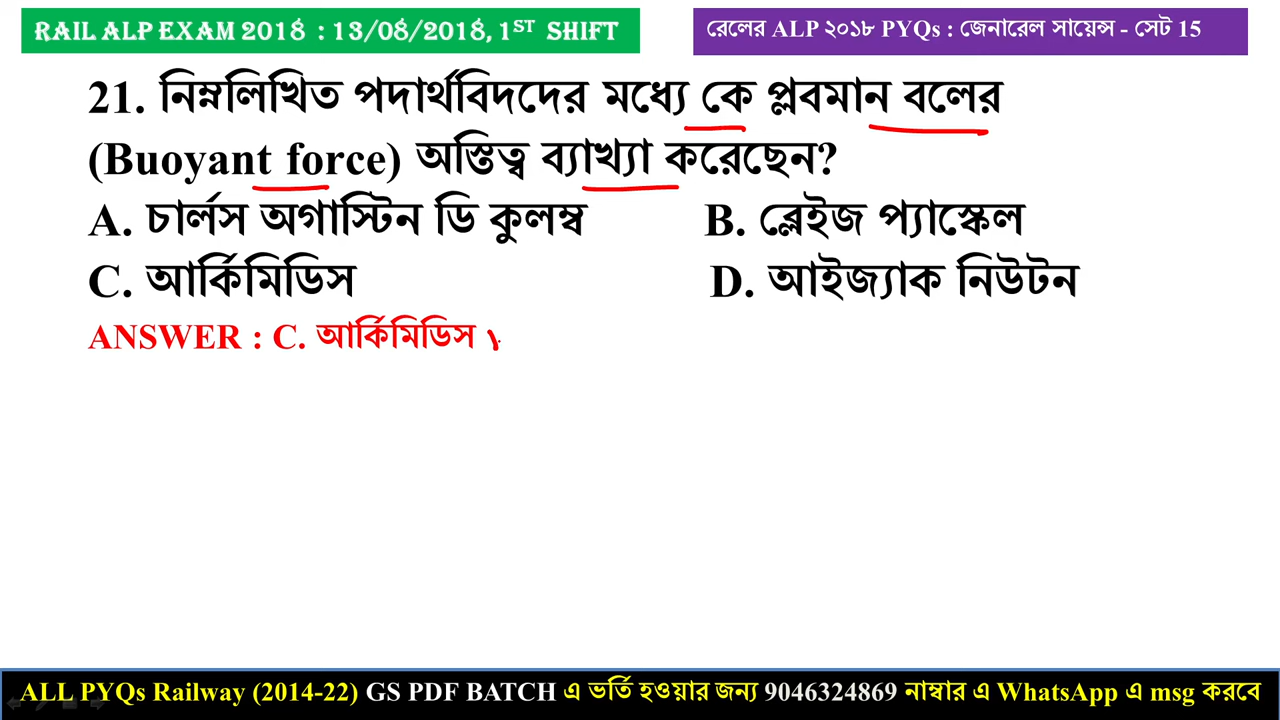 RAIL ALP EXAM 2018 : 13/08/2018, 1ST SHIFT
রেলের ALP ২০১৮ PYQs : জেনারেল সায়েন্স - সেট 15
21. নিম্নলিখিত পদার্থবিদদের মধ্যে কে প্লবমান বলের
(Buoyant force) অস্তিত্ব ব্যাখ্যা করেছেন?
A. চার্লস অগাস্টিন ডি কুলম্ব B. ব্লেইজ প্যাস্কেল
C. আর্কিমিডিস D. আইজ্যাক নিউটন
ANSWER : C. আর্কিমিডিস
ALL PYQs Railway (2014-22) GS PDF BATCH এ ভর্তি হওয়ার জন্য 9046324869 নাম্বার এ WhatsApp এ msg করবে